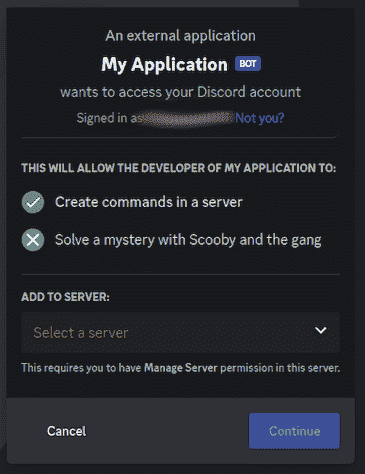 An external application
My Application BOT
wants to access your Discord account
Signed in as Not you?
THIS WILL ALLOW THE DEVELOPER OF MY APPLICATION TO:
Create commands in a server
Solve a mystery with Scooby and the gang
ADD TO SERVER:
Select a server
This requires you to have Manage Server permission in this server.
Cancel
Continue